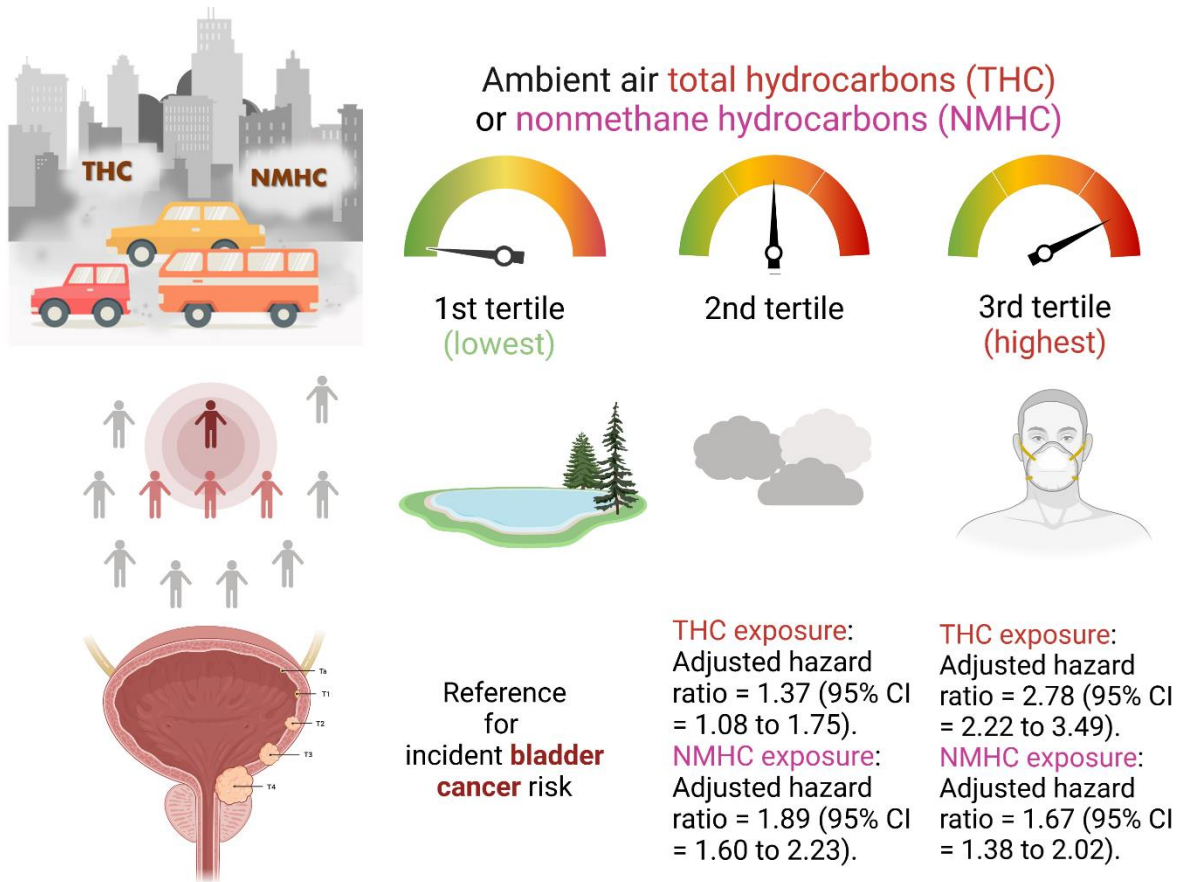 THC
NMHC
Ambient air total hydrocarbons (THC)
or nonmethane hydrocarbons (NMHC)
1st tertile
(lowest)
2nd tertile
3rd tertile
(highest)
Ta
T1
T2
T3
T4
Reference
for
incident bladder
cancer risk
THC exposure:
Adjusted hazard
ratio = 1.37 (95% CI
= 1.08 to 1.75).
NMHC exposure:
Adjusted hazard
ratio = 1.89 (95% CI
= 1.60 to 2.23).
THC exposure:
Adjusted hazard
ratio = 2.78 (95% CI
= 2.22 to 3.49).
NMHC exposure:
Adjusted hazard
ratio = 1.67 (95% CI
= 1.38 to 2.02).